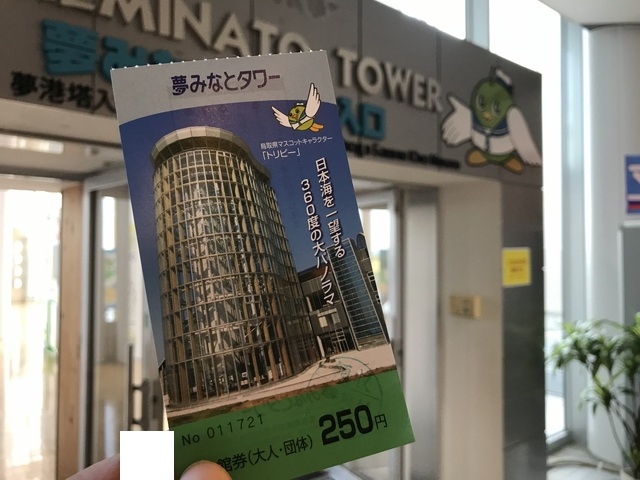 EMINATO TOWER
夢み
夢港塔入
入口
夢みなとタワー
鳥取県マスコットキャラクター
「トリピー」
日本海を一望する
360度の大パノラマ
No 011721
館券(大人・団体) 250円